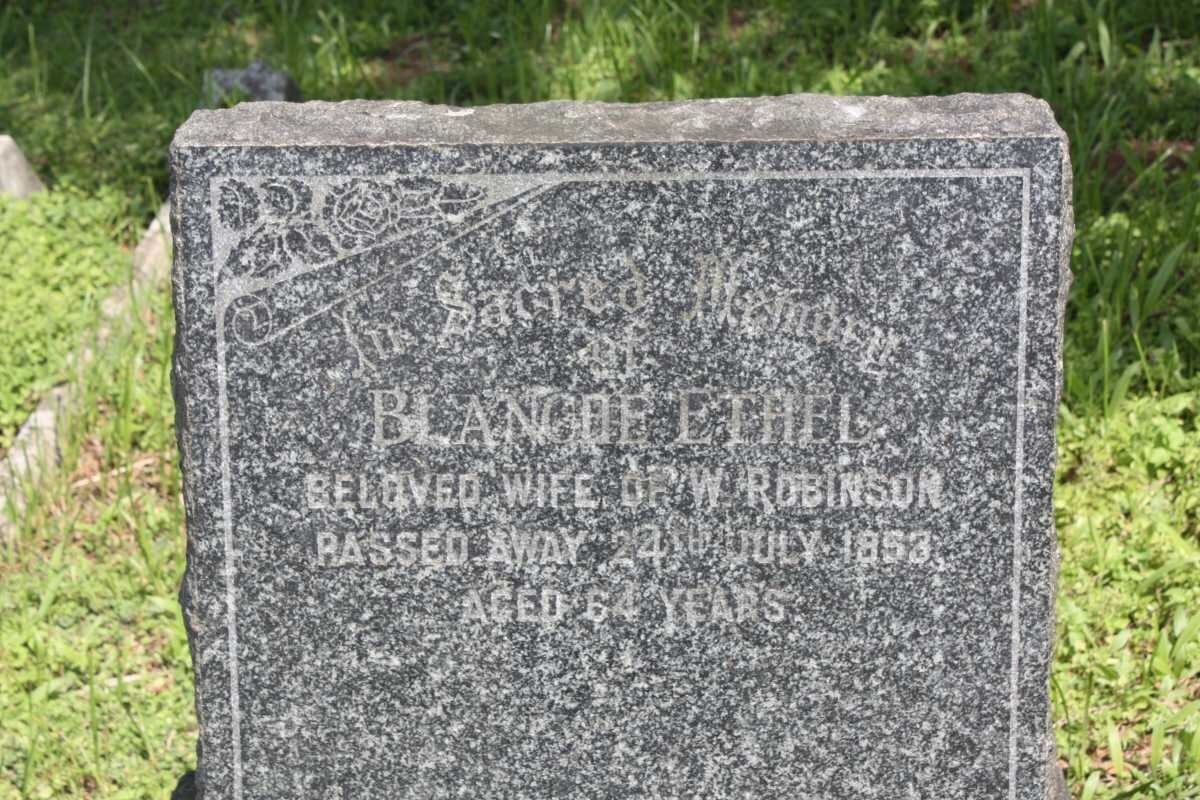 In Sacred Memory
of
BLANCHE ETHEL
BELOVED WIFE OF W. ROBINSON
PASSED AWAY 24TH JULY 1953.
AGED 64 YEARS